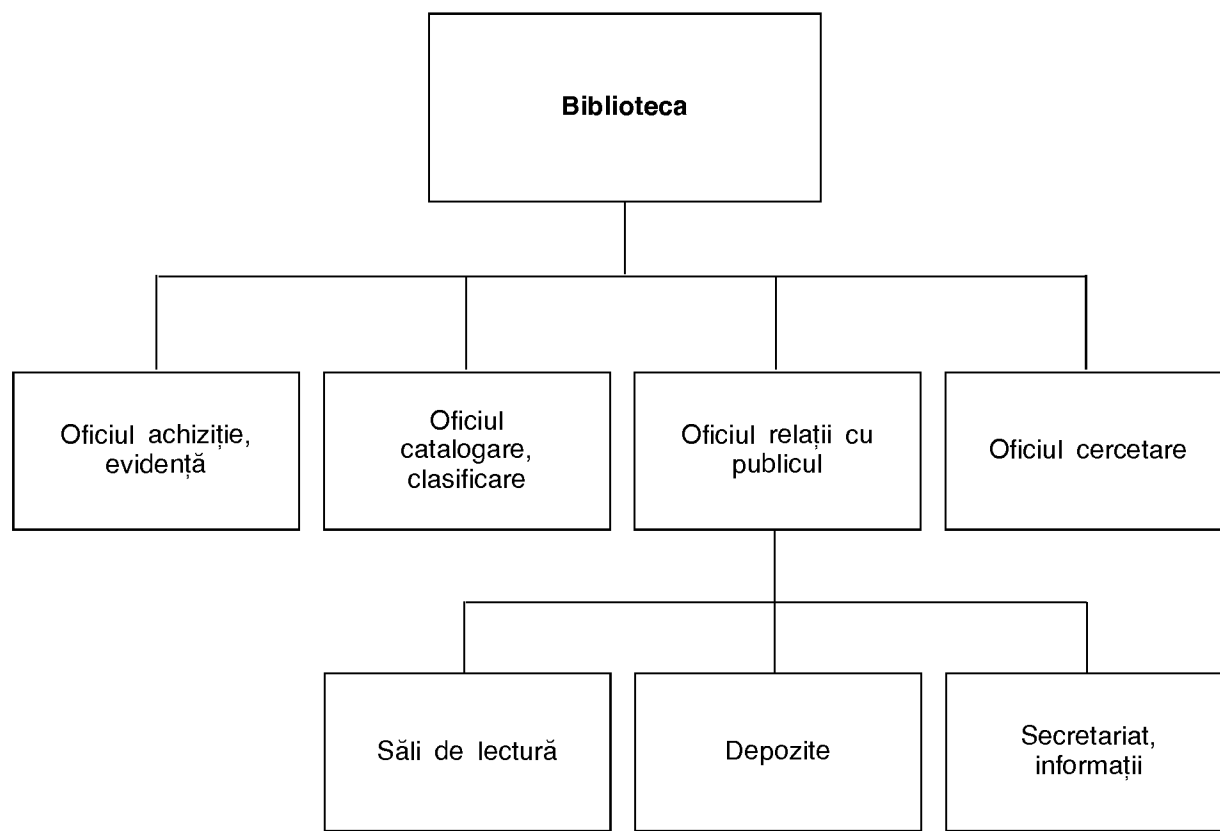 Biblioteca
Oficiul achiziție,
evidență
Oficiul
catalogare,
clasificare
Oficiul relații cu
publicul
Oficiul cercetare
Săli de lectură
Depozite
Secretariat,
informații